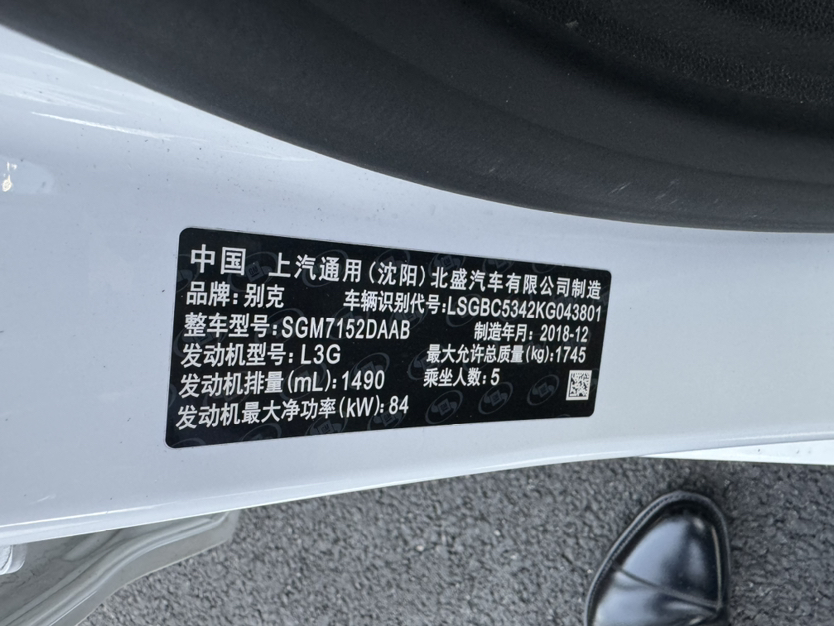 中国 上汽通用(沈阳)北盛汽车有限公司制造
品牌:别克 车辆识别代号:LSGBC5342KG043801
整车型号:SGM7152DAAB 制造年月:2018-12
发动机型号:L3G 最大允许总质量(kg):1745
发动机排量(mL):1490 乘坐人数:5
发动机最大净功率(kW):84